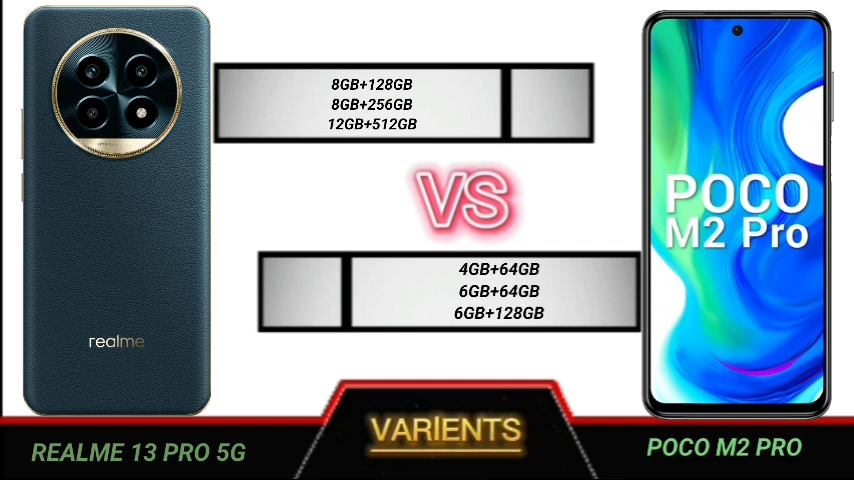 8GB+128GB
8GB+256GB
12GB+512GB
VS
POCO
M2 Pro
4GB+64GB
6GB+64GB
6GB+128GB
realme
VARIENTS
REALME 13 PRO 5G
POCO M2 PRO